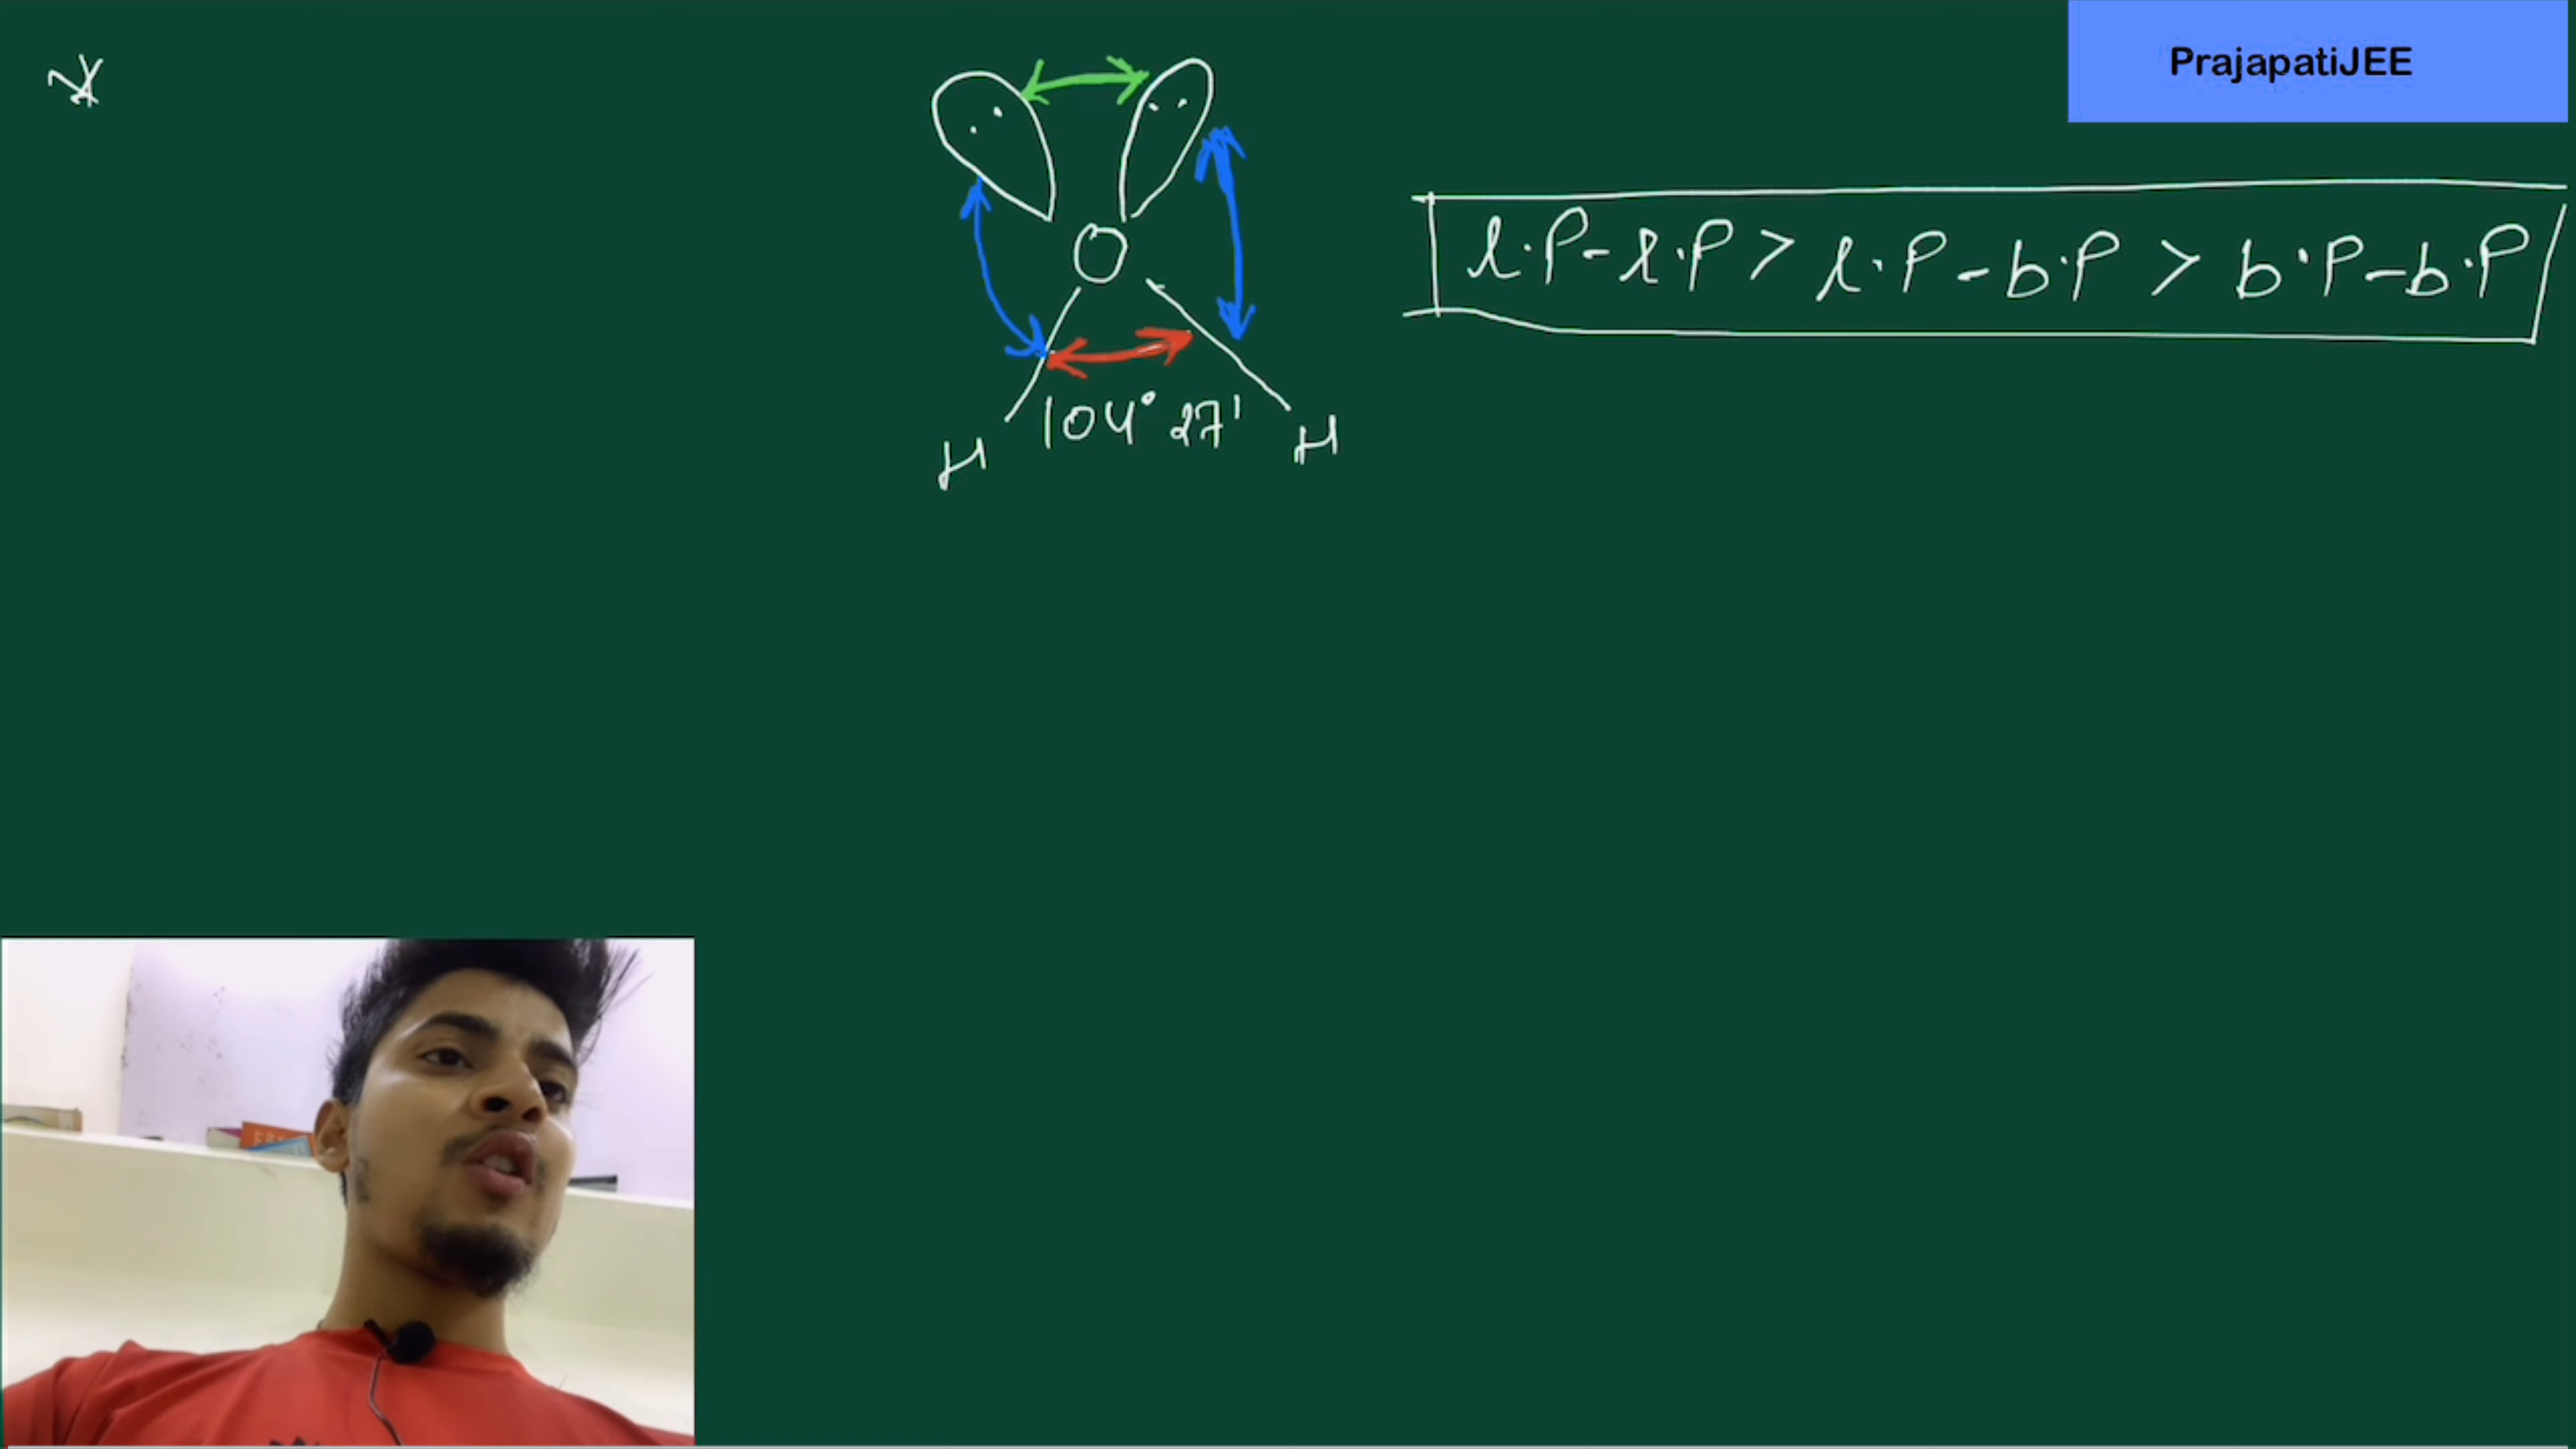 PrajapatiJEE
l.P-l.P > l.P-b.P > b.P-b.P
O
104° 27'
H H